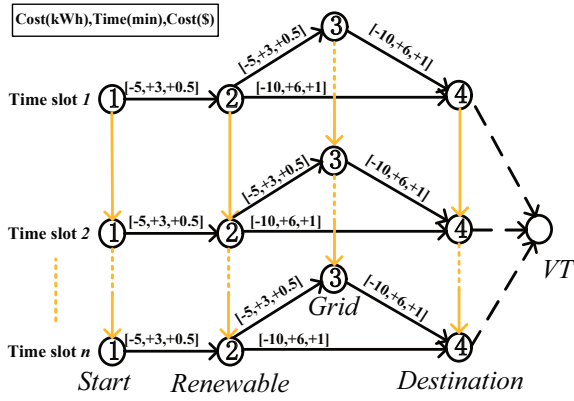 Cost(kWh),Time(min),Cost($)
3
[-5,+3,+0.5]
[-10,+6,+1]
Time slot 1
1
[-5,+3,+0.5]
2
[-10,+6,+1]
4
3
[-5,+3,+0.5]
[-10,+6,+1]
Time slot 2
1
[-5,+3,+0.5]
2
[-10,+6,+1]
4
VT
3
Grid
[-5,+3,+0.5]
[-10,+6,+1]
Time slot n
1
[-5,+3,+0.5]
2
[-10,+6,+1]
4
Start
Renewable
Destination